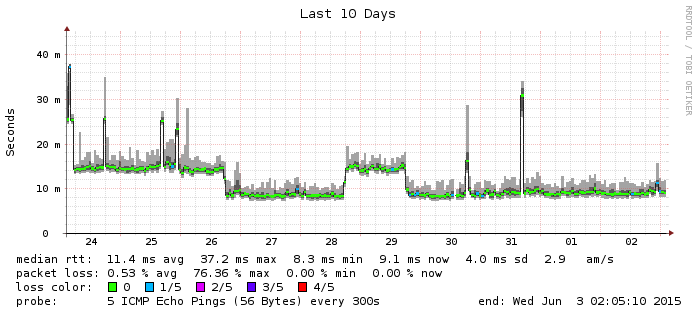 Last 10 Days
RRDTOOL / TOBI OETIKER
Seconds
40 m
30 m
20 m
10 m
0
24 25 26 27 28 29 30 31 01 02
median rtt: 11.4 ms avg 37.2 ms max 8.3 ms min 9.1 ms now 4.0 ms sd 2.9 am/s
packet loss: 0.53 % avg 76.36 % max 0.00 % min 0.00 % now
loss color: 0 1/5 2/5 3/5 4/5
probe: 5 ICMP Echo Pings (56 Bytes) every 300s end: Wed Jun 3 02:05:10 2015